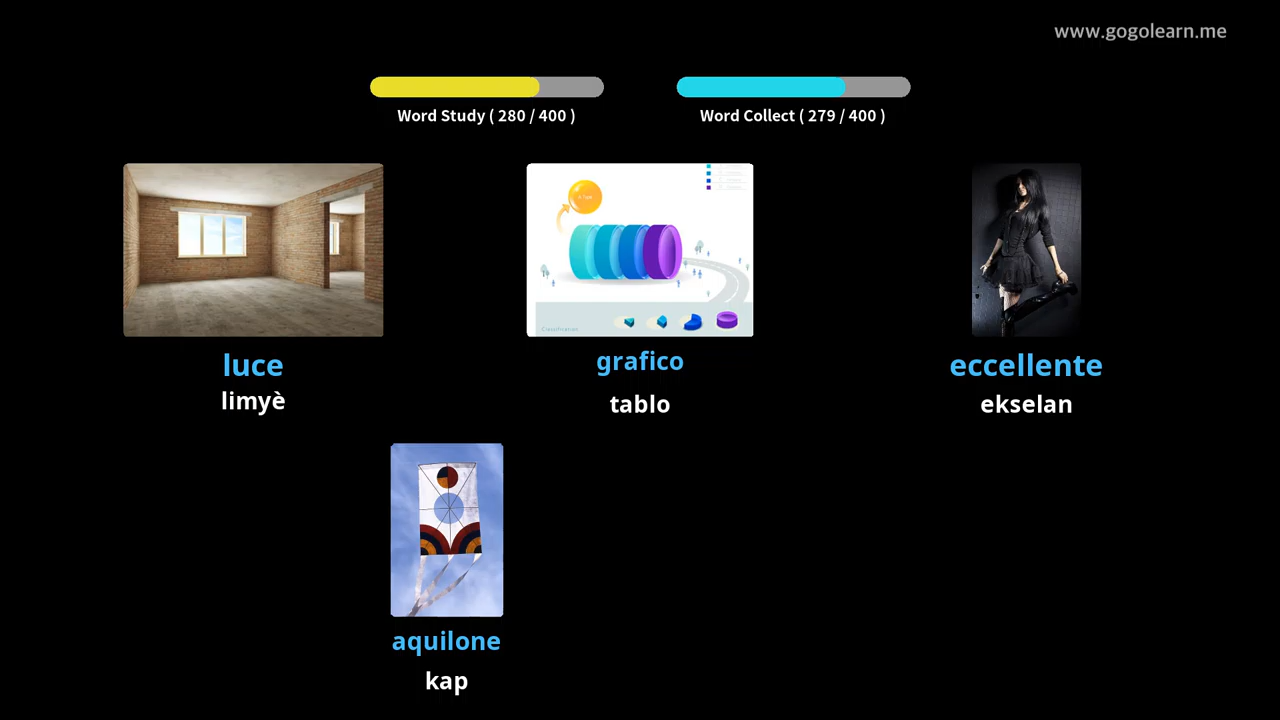 www.gogolearn.me
Word Study ( 280 / 400 )
Word Collect ( 279 / 400 )
luce
limyè
grafico
tablo
eccellente
ekselan
aquilone
kap